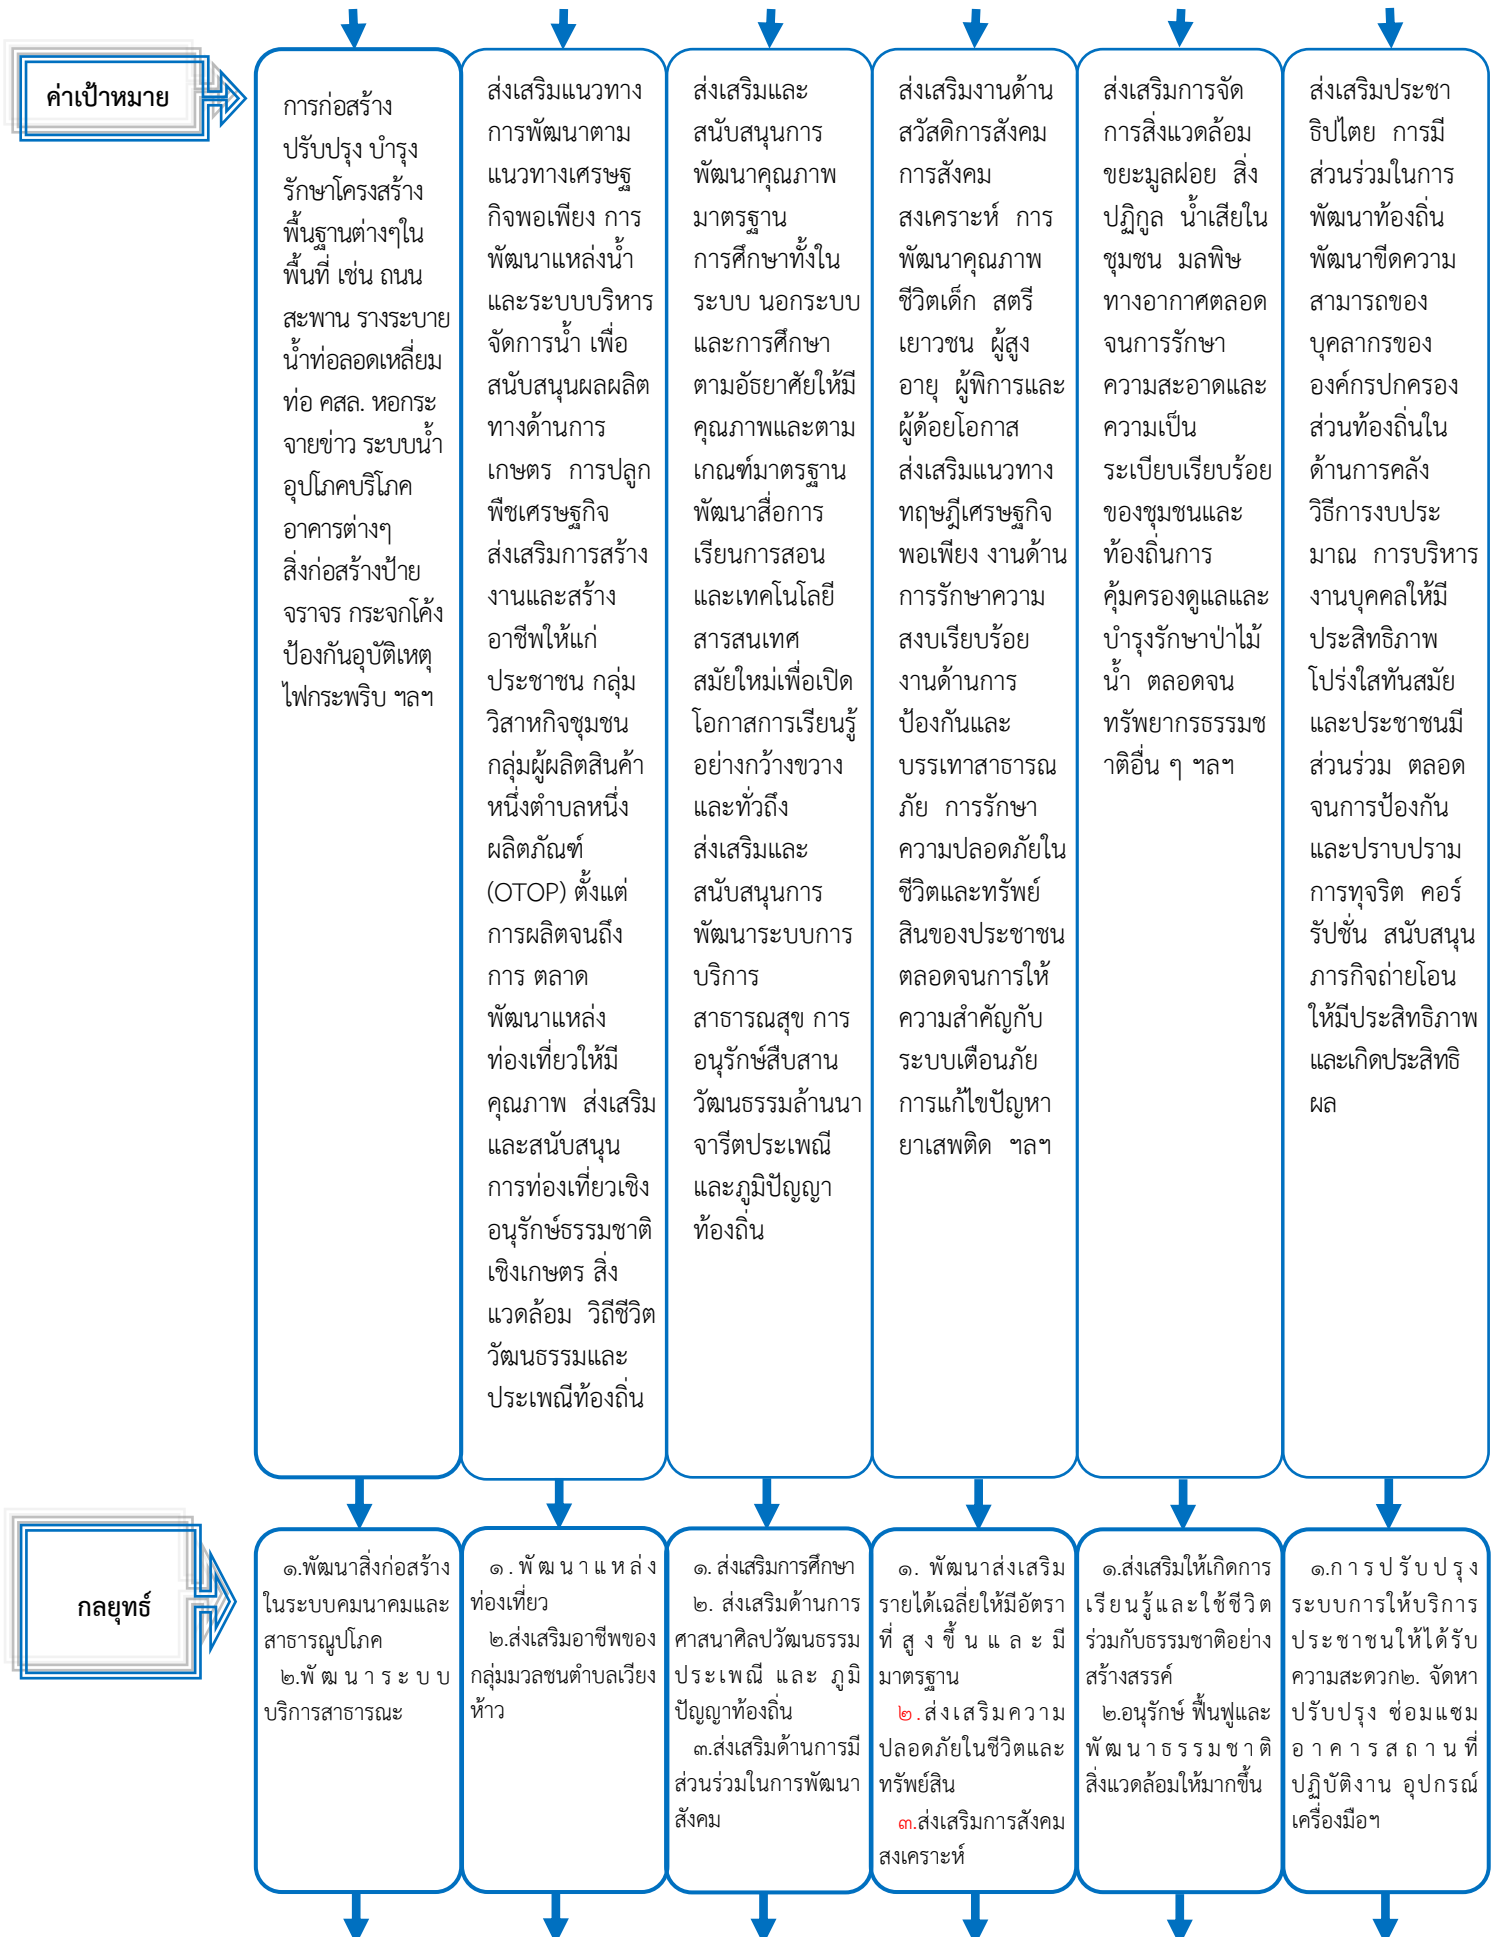 ค่าเป้าหมาย
การก่อสร้าง
ปรับปรุง บำรุง
รักษาโครงสร้าง
พื้นฐานต่างๆใน
พื้นที่ เช่น ถนน
สะพาน รางระบาย
น้ำท่อลอดเหลี่ยม
ท่อ คสล. หอกระ
จายข่าว ระบบน้ำ
อุปโภคบริโภค
อาคารต่างๆ
สิ่งก่อสร้างป้าย
จราจร กระจกโค้ง
ป้องกันอุบัติเหตุ
ไฟกระพริบ ฯลฯ
ส่งเสริมแนวทาง
การพัฒนาตาม
แนวทางเศรษฐ
กิจพอเพียง การ
พัฒนาแหล่งน้ำ
และระบบบริหาร
จัดการน้ำ เพื่อ
สนับสนุนผลผลิต
ทางด้านการ
เกษตร การปลูก
พืชเศรษฐกิจ
ส่งเสริมการสร้าง
งานและสร้าง
อาชีพให้แก่
ประชาชน กลุ่ม
วิสาหกิจชุมชน
กลุ่มผู้ผลิตสินค้า
หนึ่งตำบลหนึ่ง
ผลิตภัณฑ์
(OTOP) ตั้งแต่
การผลิตจนถึง
การ ตลาด
พัฒนาแหล่ง
ท่องเที่ยวให้มี
คุณภาพ ส่งเสริม
และสนับสนุน
การท่องเที่ยวเชิง
อนุรักษ์ธรรมชาติ
เชิงเกษตร สิ่ง
แวดล้อม วิถีชีวิต
วัฒนธรรมและ
ประเพณีท้องถิ่น
ส่งเสริมและ
สนับสนุนการ
พัฒนาคุณภาพ
มาตรฐาน
การศึกษาทั้งใน
ระบบ นอกระบบ
และการศึกษา
ตามอัธยาศัยให้มี
คุณภาพและตาม
เกณฑ์มาตรฐาน
พัฒนาสื่อการ
เรียนการสอน
และเทคโนโลยี
สารสนเทศ
สมัยใหม่เพื่อเปิด
โอกาสการเรียนรู้
อย่างกว้างขวาง
และทั่วถึง
ส่งเสริมและ
สนับสนุนการ
พัฒนาระบบการ
บริการ
สาธารณสุข การ
อนุรักษ์สืบสาน
วัฒนธรรมล้านนา
จารีตประเพณี
และภูมิปัญญา
ท้องถิ่น
ส่งเสริมงานด้าน
สวัสดิการสังคม
การสังคม
สงเคราะห์ การ
พัฒนาคุณภาพ
ชีวิตเด็ก สตรี
เยาวชน ผู้สูง
อายุ ผู้พิการและ
ผู้ด้อยโอกาส
ส่งเสริมแนวทาง
ทฤษฎีเศรษฐกิจ
พอเพียง งานด้าน
การรักษาความ
สงบเรียบร้อย
งานด้านการ
ป้องกันและ
บรรเทาสาธารณ
ภัย การรักษา
ความปลอดภัยใน
ชีวิตและทรัพย์
สินของประชาชน
ตลอดจนการให้
ความสำคัญกับ
ระบบเตือนภัย
การแก้ไขปัญหา
ยาเสพติด ฯลฯ
ส่งเสริมการจัด
การสิ่งแวดล้อม
ขยะมูลฝอย สิ่ง
ปฏิกูล น้ำเสียใน
ชุมชน มลพิษ
ทางอากาศตลอด
จนการรักษา
ความสะอาดและ
ความเป็น
ระเบียบเรียบร้อย
ของชุมชนและ
ท้องถิ่นการ
คุ้มครองดูแลและ
บำรุงรักษาป่าไม้
น้ำ ตลอดจน
ทรัพยากรธรรมช
าติอื่น ๆ ฯลฯ
ส่งเสริมประชา
ธิปไตย การมี
ส่วนร่วมในการ
พัฒนาท้องถิ่น
พัฒนาขีดความ
สามารถของ
บุคลากรของ
องค์กรปกครอง
ส่วนท้องถิ่นใน
ด้านการคลัง
วิธีการงบประ
มาณ การบริหาร
งานบุคคลให้มี
ประสิทธิภาพ
โปร่งใสทันสมัย
และประชาชนมี
ส่วนร่วม ตลอด
จนการป้องกัน
และปราบปราม
การทุจริต คอร์
รัปชั่น สนับสนุน
ภารกิจถ่ายโอน
ให้มีประสิทธิภาพ
และเกิดประสิทธิ
ผล
กลยุทธ์
๑.พัฒนาสิ่งก่อสร้าง
ในระบบคมนาคมและ
สาธารณูปโภค
๒.พัฒนาระบบ
บริการสาธารณะ
๑.พัฒนาแหล่ง
ท่องเที่ยว
๒.ส่งเสริมอาชีพของ
กลุ่มมวลชนตำบลเวียง
ห้าว
๑. ส่งเสริมการศึกษา
๒. ส่งเสริมด้านการ
ศาสนาศิลปวัฒนธรรม
ประเพณี และ ภูมิ
ปัญญาท้องถิ่น
๓.ส่งเสริมด้านการมี
ส่วนร่วมในการพัฒนา
สังคม
๑. พัฒนาส่งเสริม
รายได้เฉลี่ยให้มีอัตรา
ที่สูงขึ้นและมี
มาตรฐาน
๒.ส่งเสริมความ
ปลอดภัยในชีวิตและ
ทรัพย์สิน
๓.ส่งเสริมการสังคม
สงเคราะห์
๑.ส่งเสริมให้เกิดการ
เรียนรู้และใช้ชีวิต
ร่วมกับธรรมชาติอย่าง
สร้างสรรค์
๒.อนุรักษ์ ฟื้นฟูและ
พัฒนาธรรมชาติ
สิ่งแวดล้อมให้มากขึ้น
๑.การปรับปรุง
ระบบการให้บริการ
ประชาชนให้ได้รับ
ความสะดวก๒. จัดหา
ปรับปรุง ซ่อมแซม
อาคารสถานที่
ปฏิบัติงาน อุปกรณ์
เครื่องมือฯ